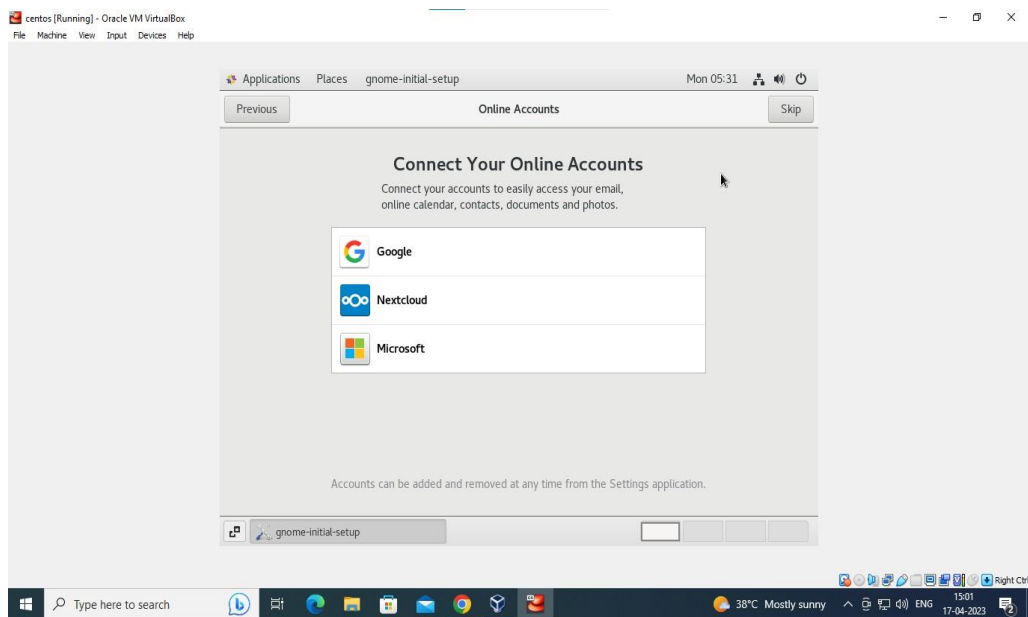 centos [Running] - Oracle VM VirtualBox
File Machine View Input Devices Help
Applications Places gnome-initial-setup Mon 05:31
Previous Online Accounts Skip
Connect Your Online Accounts
Connect your accounts to easily access your email,
online calendar, contacts, documents and photos.
Google
Nextcloud
Microsoft
Accounts can be added and removed at any time from the Settings application.
gnome-initial-setup
Right Ctrl
Type here to search 38°C Mostly sunny ENG 15:01
17-04-2023 2